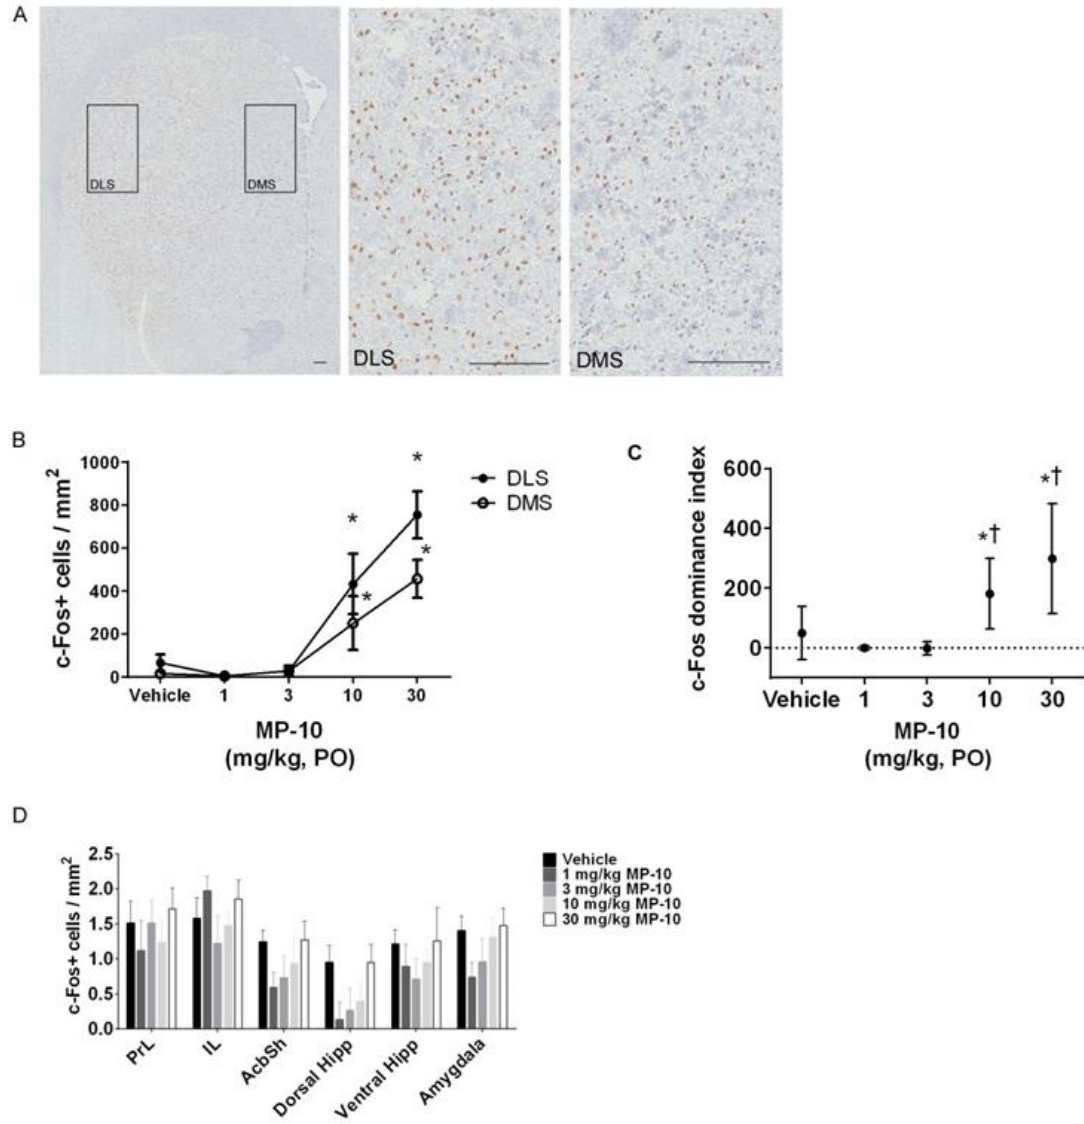 A
DLS
DMS
DLS
DMS
B
c-Fos+ cells / mm2
1000
800
600
400
200
0
*
*
*
*
DLS
DMS
Vehicle 1 3 10 30
MP-10
(mg/kg, PO)
C
c-Fos dominance index
600
400
200
0
*†
*†
Vehicle 1 3 10 30
MP-10
(mg/kg, PO)
D
c-Fos+ cells / mm2
2.5
2.0
1.5
1.0
0.5
0.0
PrL
IL
AcbSh
Dorsal Hipp
Ventral Hipp
Amygdala
Vehicle
1 mg/kg MP-10
3 mg/kg MP-10
10 mg/kg MP-10
30 mg/kg MP-10